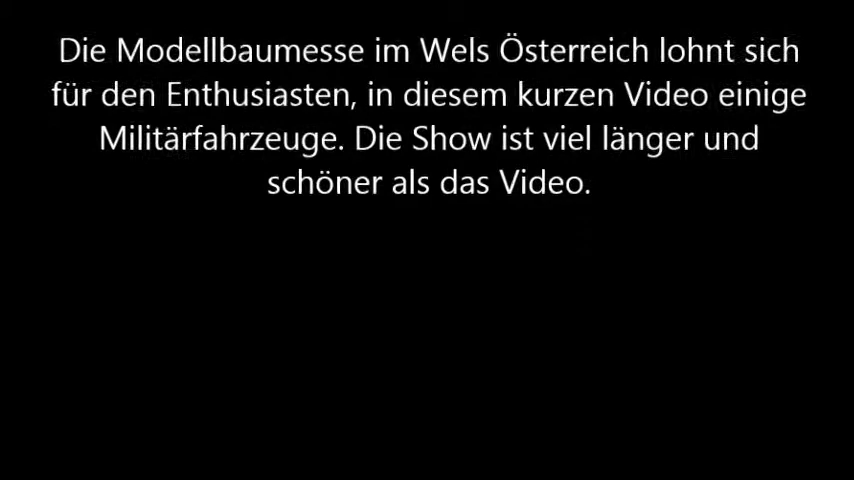 Die Modellbaumesse im Wels Österreich lohnt sich
für den Enthusiasten, in diesem kurzen Video einige
Militärfahrzeuge. Die Show ist viel länger und
schöner als das Video.